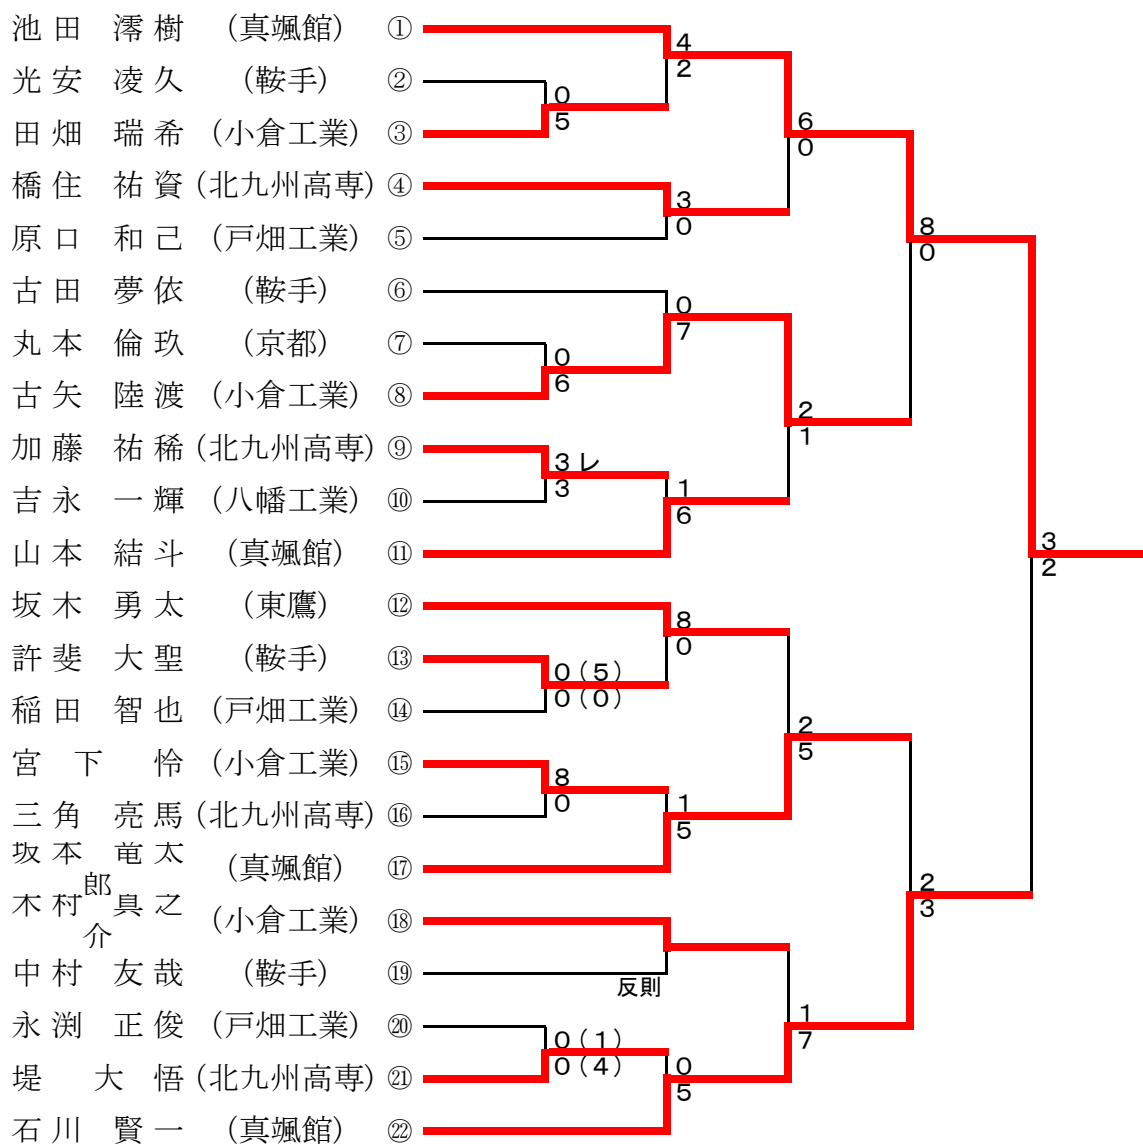 池田 澪樹 (真颯館) ①
4
2
光安 凌久 (鞍手) ②
0
5
田畑 瑞希 (小倉工業) ③
6
0
橋住 祐資 (北九州高専) ④
3
0
原口 和己 (戸畑工業) ⑤
8
0
古田 夢依 (鞍手) ⑥
0
7
丸本 倫玖 (京都) ⑦
0
6
古矢 陸渡 (小倉工業) ⑧
2
1
加藤 祐稀 (北九州高専) ⑨
3 レ
3
吉永 一輝 (八幡工業) ⑩
1
6
山本 結斗 (真颯館) ⑪
3
2
坂木 勇太 (東鷹) ⑫
8
0
許斐 大聖 (鞍手) ⑬
0(5)
0(0)
稲田 智也 (戸畑工業) ⑭
2
5
宮下 怜 (小倉工業) ⑮
8
0
三角 亮馬 (北九州高専) ⑯
1
5
坂本 竜太郎 (真颯館) ⑰
2
3
木村 真之介 (小倉工業) ⑱
中村 友哉 (鞍手) ⑲
反則
永渕 正俊 (戸畑工業) ⑳
0(1)
0(4)
1
7
堤 大悟 (北九州高専) ㉑
0
5
石川 賢一 (真颯館) ㉒